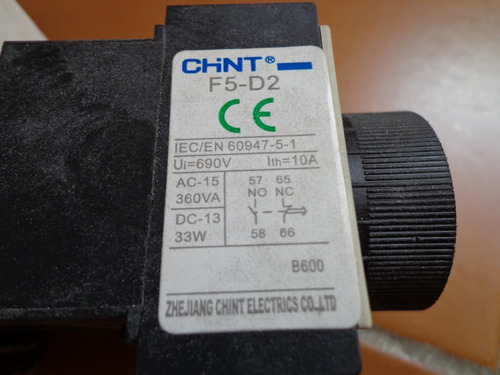 CHNT®
F5-D2
CE
IEC/EN 60947-5-1
Ui=690V Ith=10A
AC-15 57 65
360VA NO NC
DC-13
33W 58 66
B600
ZHEJIANG CHINT ELECTRICS CO.,LTD